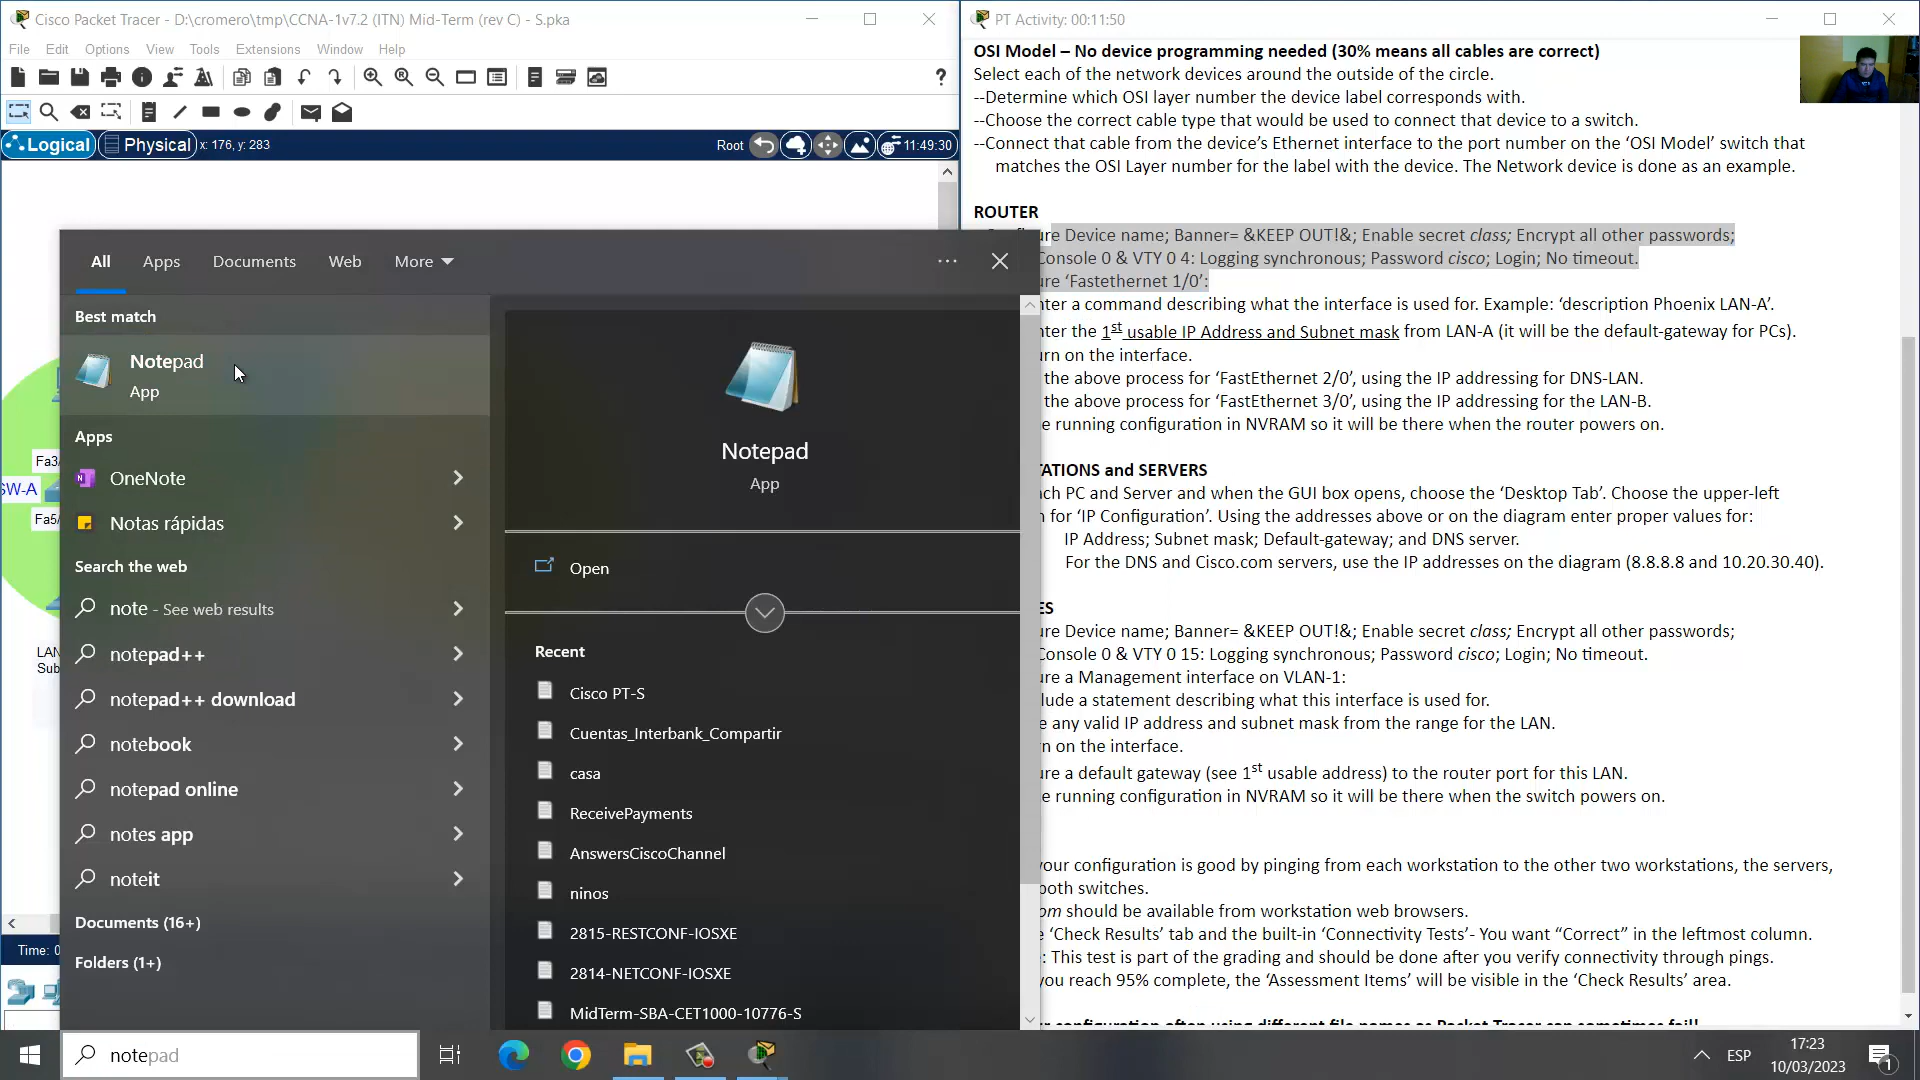 Cisco Packet Tracer - D:\cromero\tmp\CCNA-1v7.2 (ITN) Mid-Term (rev C) - S.pka
File Edit Options View Tools Extensions Window Help
Logical
Physical
x: 176, y: 283
Root
11:49:30
PT Activity: 00:11:50
OSI Model – No device programming needed (30% means all cables are correct)
Select each of the network devices around the outside of the circle.
--Determine which OSI layer number the device label corresponds with.
--Choose the correct cable type that would be used to connect that device to a switch.
--Connect that cable from the device’s Ethernet interface to the port number on the ‘OSI Model’ switch that
matches the OSI Layer number for the label with the device. The Network device is done as an example.
ROUTER
re Device name; Banner= &KEEP OUT!&; Enable secret class; Encrypt all other passwords;
Console 0 & VTY 0 4: Logging synchronous; Password cisco; Login; No timeout.
ure ‘Fastethernet 1/0’:
nter a command describing what the interface is used for. Example: ‘description Phoenix LAN-A’.
nter the 1st usable IP Address and Subnet mask from LAN-A (it will be the default-gateway for PCs).
urn on the interface.
the above process for ‘FastEthernet 2/0’, using the IP addressing for DNS-LAN.
the above process for ‘FastEthernet 3/0’, using the IP addressing for the LAN-B.
e running configuration in NVRAM so it will be there when the router powers on.
TATIONS and SERVERS
ch PC and Server and when the GUI box opens, choose the ‘Desktop Tab’. Choose the upper-left
n for ‘IP Configuration’. Using the addresses above or on the diagram enter proper values for:
IP Address; Subnet mask; Default-gateway; and DNS server.
For the DNS and Cisco.com servers, use the IP addresses on the diagram (8.8.8.8 and 10.20.30.40).
ES
ure Device name; Banner= &KEEP OUT!&; Enable secret class; Encrypt all other passwords;
Console 0 & VTY 0 15: Logging synchronous; Password cisco; Login; No timeout.
ure a Management interface on VLAN-1:
lude a statement describing what this interface is used for.
e any valid IP address and subnet mask from the range for the LAN.
rn on the interface.
ure a default gateway (see 1st usable address) to the router port for this LAN.
e running configuration in NVRAM so it will be there when the switch powers on.
your configuration is good by pinging from each workstation to the other two workstations, the servers,
both switches.
om should be available from workstation web browsers.
e ‘Check Results’ tab and the built-in ‘Connectivity Tests’- You want “Correct” in the leftmost column.
: This test is part of the grading and should be done after you verify connectivity through pings.
you reach 95% complete, the ‘Assessment Items’ will be visible in the ‘Check Results’ area.
r configuration often using different file names as Packet Tracer can sometimes fail!
Fa3/
SW-A
Fa5/
LAN
Sub
Time: 0
All Apps Documents Web More
Best match
Notepad
App
Apps
OneNote
Notas rápidas
Search the web
note - See web results
notepad++
notepad++ download
notebook
notepad online
notes app
noteit
Documents (16+)
Folders (1+)
Notepad
App
Open
Recent
Cisco PT-S
Cuentas_Interbank_Compartir
casa
ReceivePayments
AnswersCiscoChannel
ninos
2815-RESTCONF-IOSXE
2814-NETCONF-IOSXE
MidTerm-SBA-CET1000-10776-S
notepad
ESP
17:23
10/03/2023
1